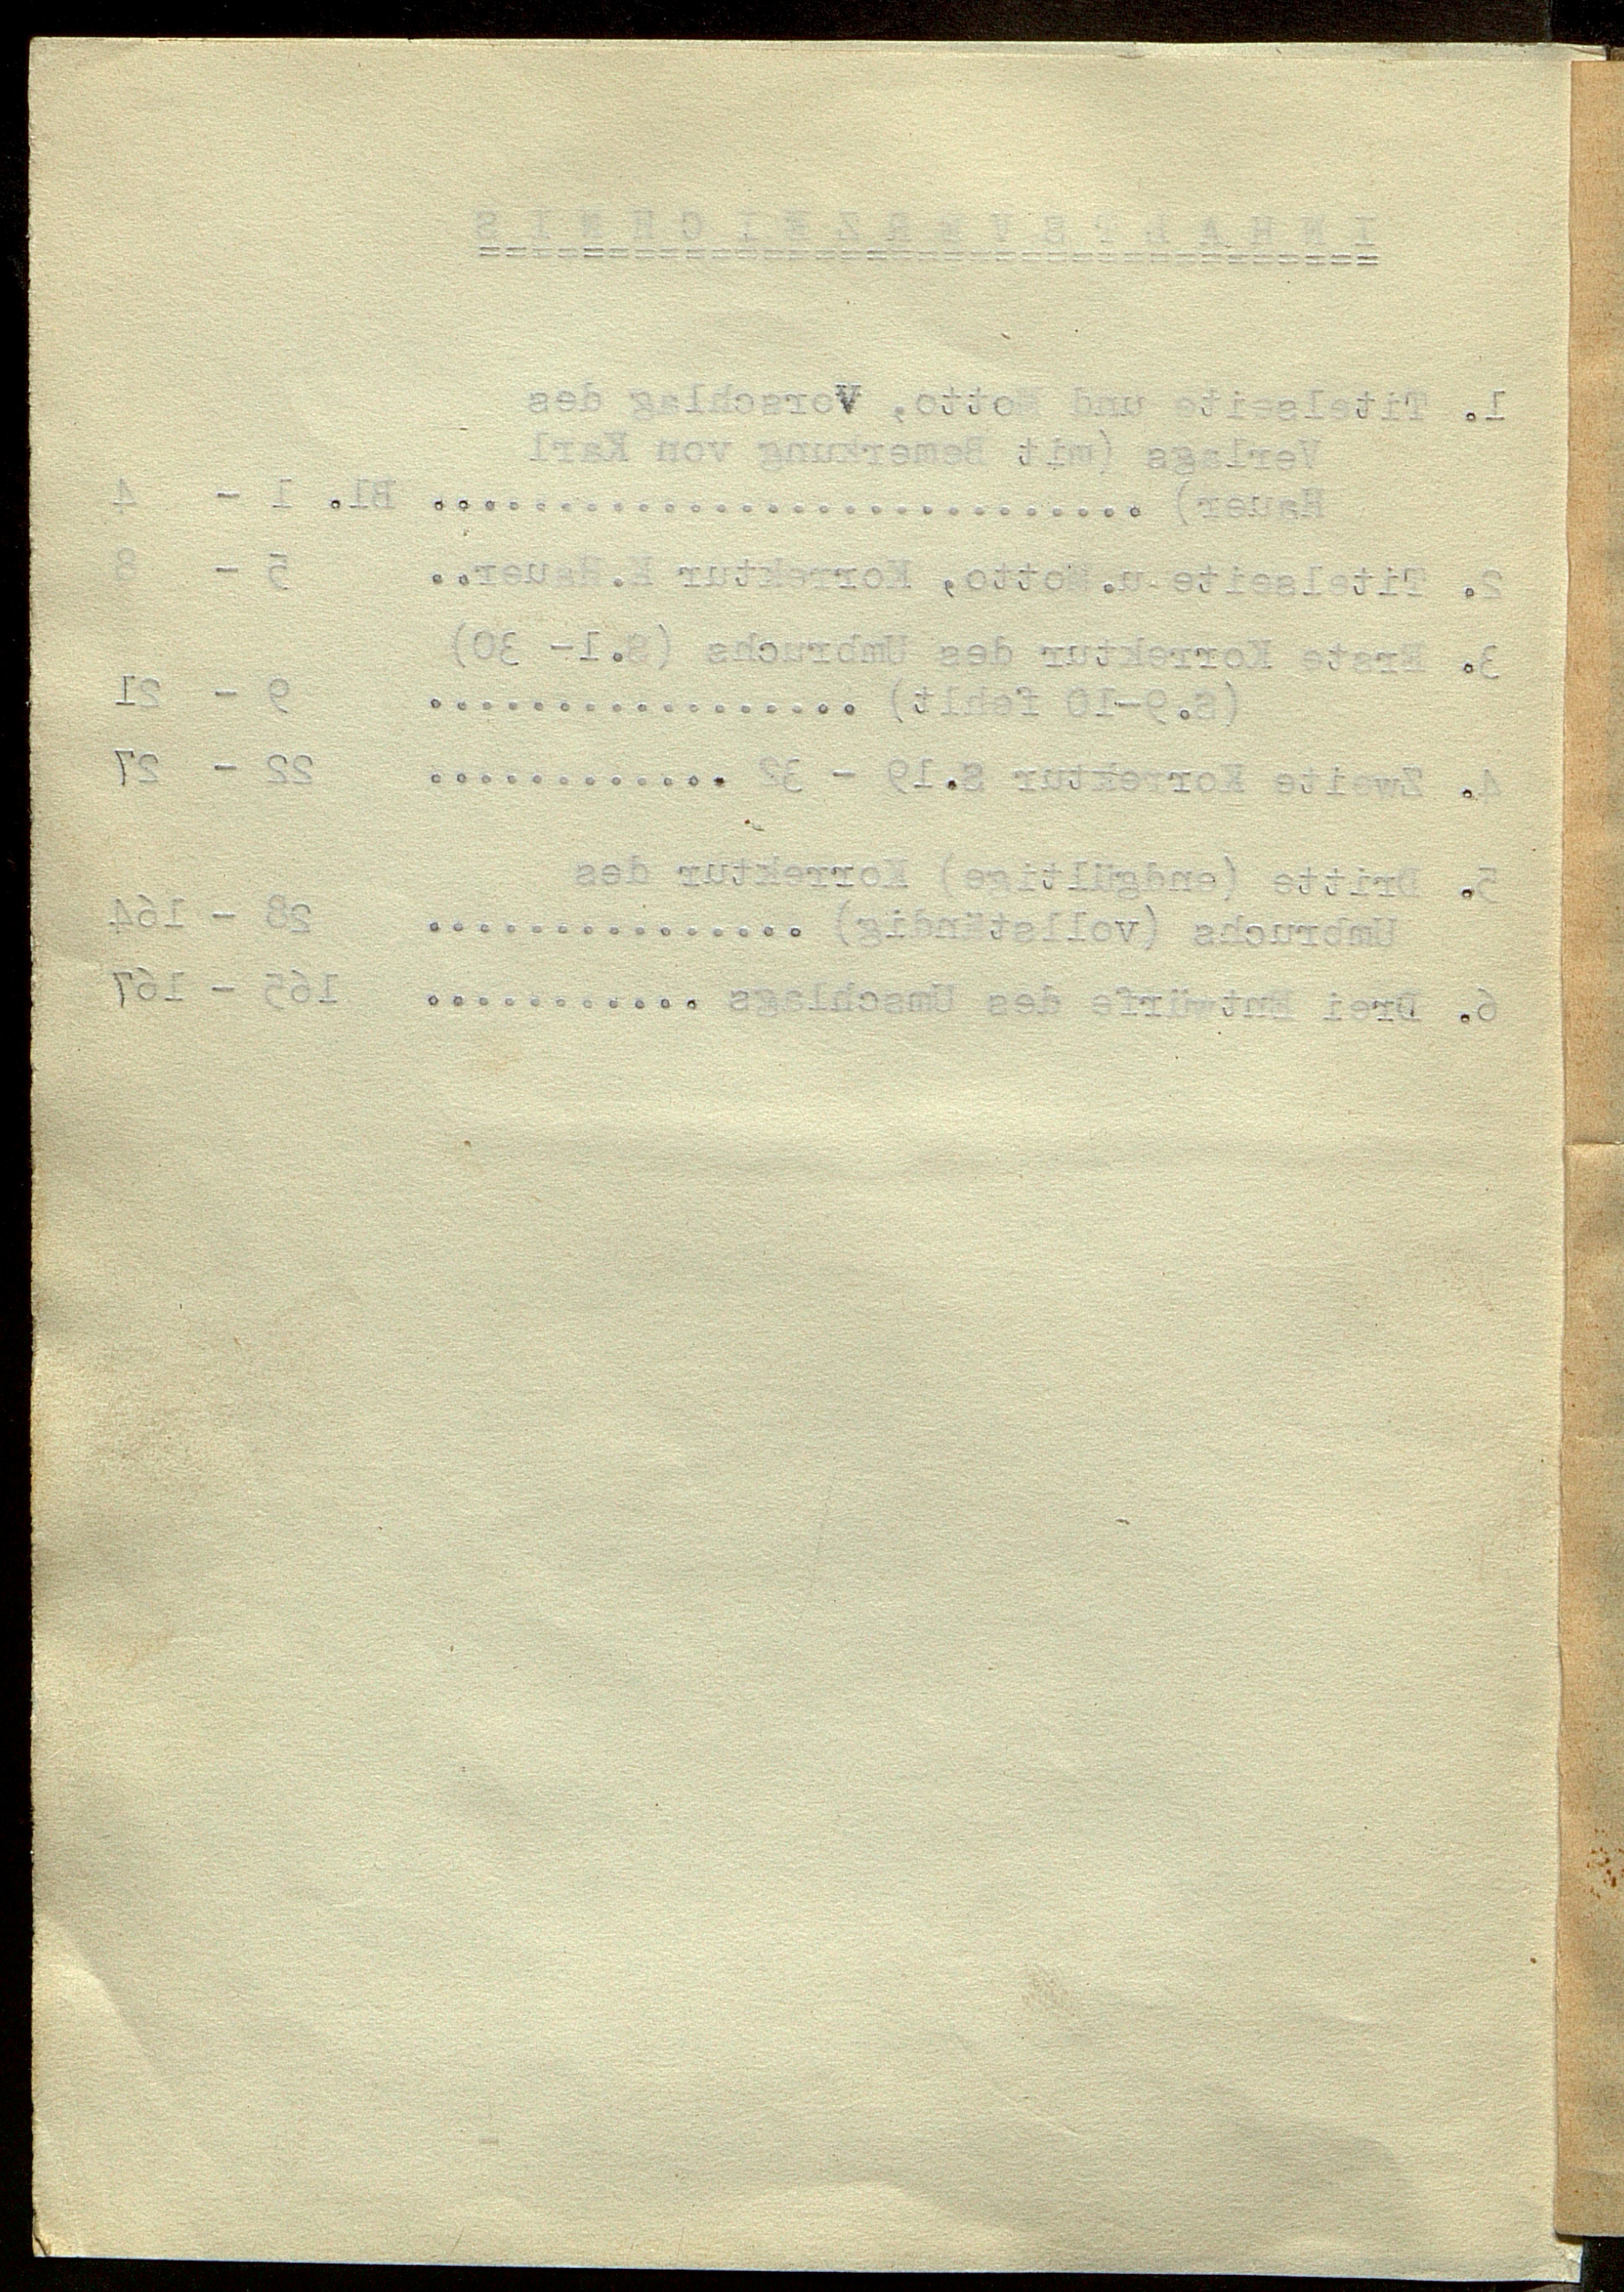 INHALTSVERZEICHNIS
==================
1. Titelseite und Motto, Vorschlag des
Verlags (mit Bemerkung von Karl
Hauer) ............................. Bl. 1 - 4
2. Titelseite u. Motto, Korrektur K.Hauer.. 5 - 8
3. Erste Korrektur des Umbruchs (S.1- 30)
(S.9-10 fehlt) .................. 9 - 21
4. Zweite Korrektur S.19 - 32 ............. 22 - 27
5. Dritte (endgültige) Korrektur des
Umbruchs (vollständig) ................ 28 - 164
6. Drei Entwürfe des Umschlags ............ 165 - 167